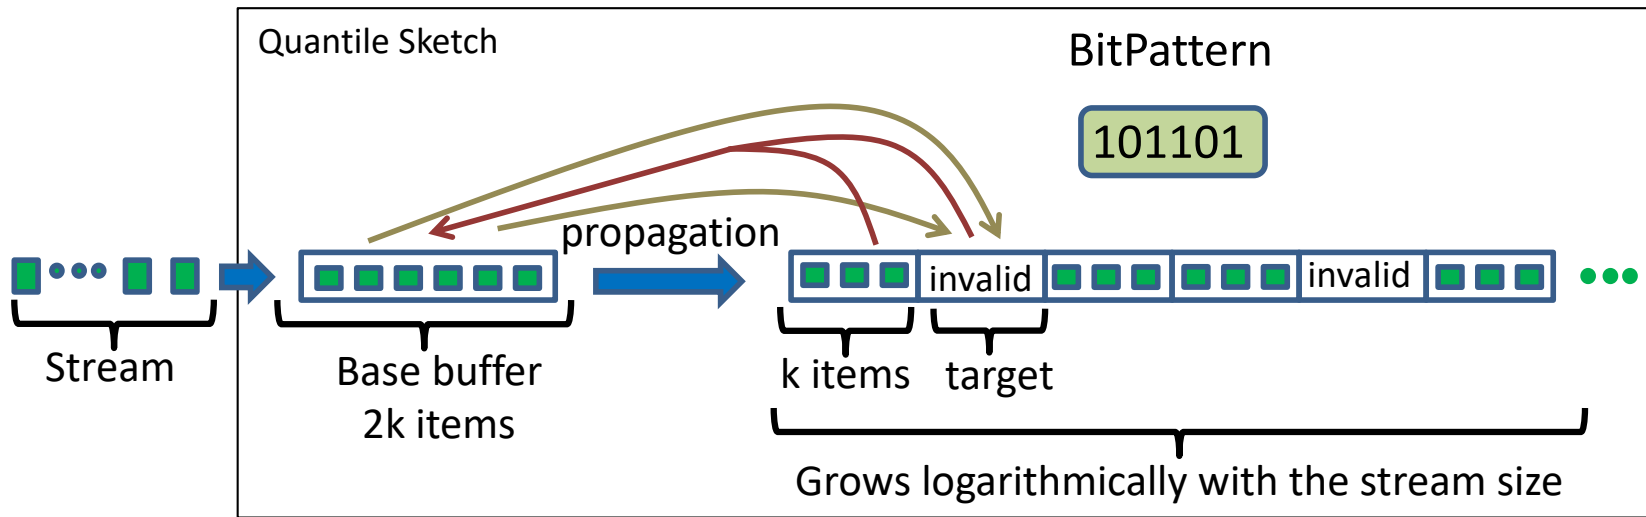 Quantile Sketch
BitPattern
101101
propagation
invalid
invalid
Stream
Base buffer
2k items
k items
target
Grows logarithmically with the stream size